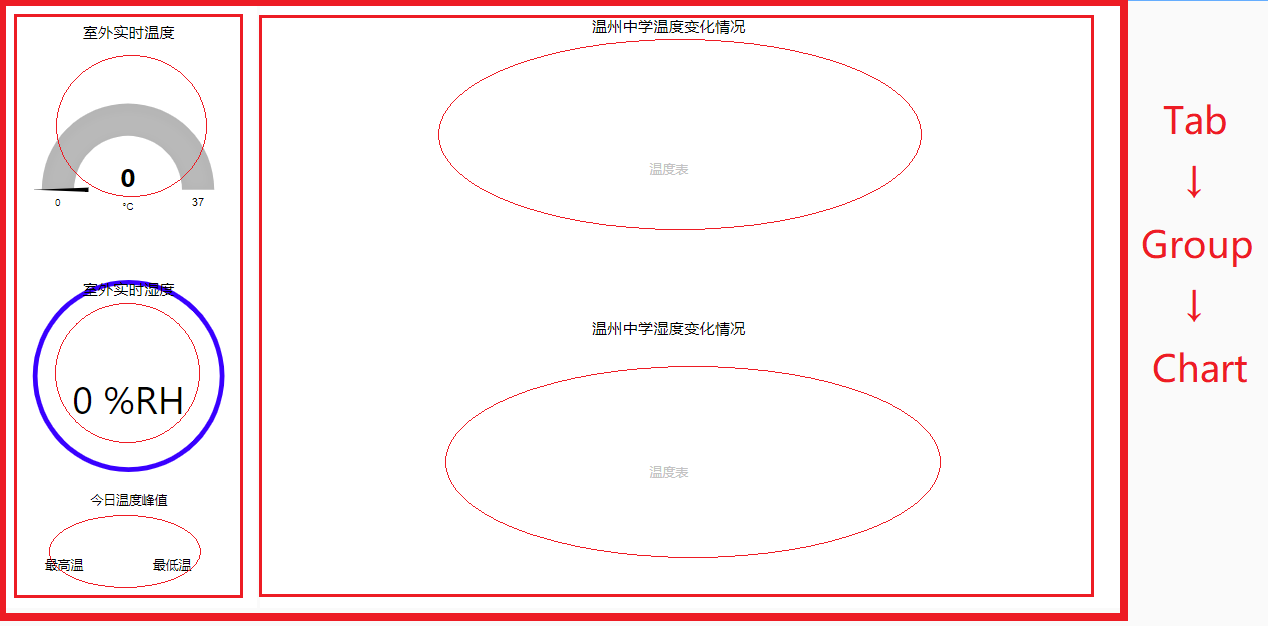 室外实时温度
0
0
℃
37
室外实时湿度
0 %RH
今日温度峰值
最高温
最低温
温州中学温度变化情况
温度表
温州中学湿度变化情况
温度表
Tab
↓
Group
↓
Chart